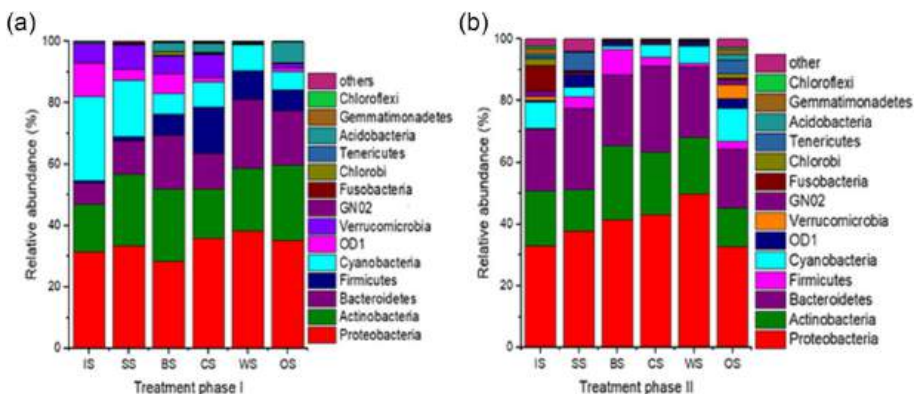 (a)
100
80
60
40
20
0
Relative abundance (%)
IS SS BS CS WS OS
Treatment phase I
others
Chloroflexi
Gemmatimonadetes
Acidobacteria
Tenericutes
Chlorobi
Fusobacteria
GN02
Verrucomicrobia
OD1
Cyanobacteria
Firmicutes
Bacteroidetes
Actinobacteria
Proteobacteria
(b)
100
80
60
40
20
0
Relative abundance (%)
IS SS BS CS WS OS
Treatment phase II
other
Chloroflexi
Gemmatimonadetes
Acidobacteria
Tenericutes
Chlorobi
Fusobacteria
GN02
Verrucomicrobia
OD1
Cyanobacteria
Firmicutes
Bacteroidetes
Actinobacteria
Proteobacteria